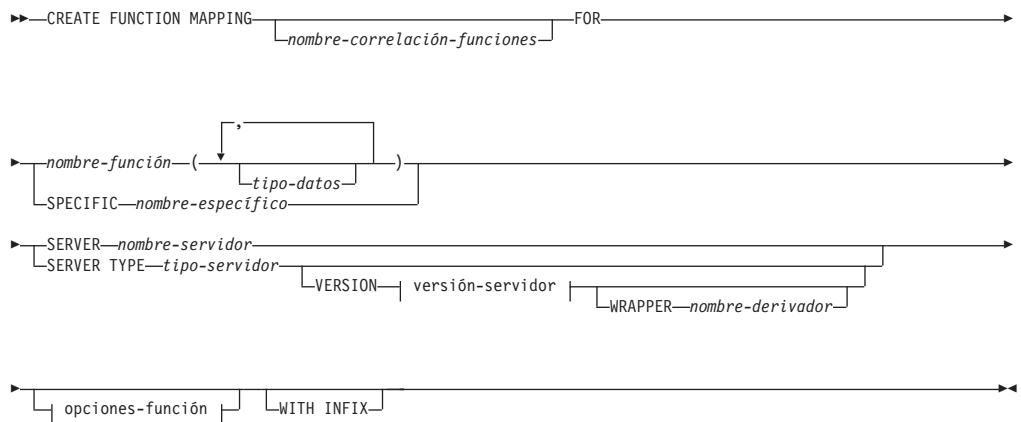 CREATE FUNCTION MAPPING FOR
nombre-correlación-funciones
,
nombre-función ( )
tipo-datos
SPECIFIC nombre-específico
SERVER nombre-servidor
SERVER TYPE tipo-servidor
VERSION versión-servidor
WRAPPER nombre-derivador
opciones-función WITH INFIX